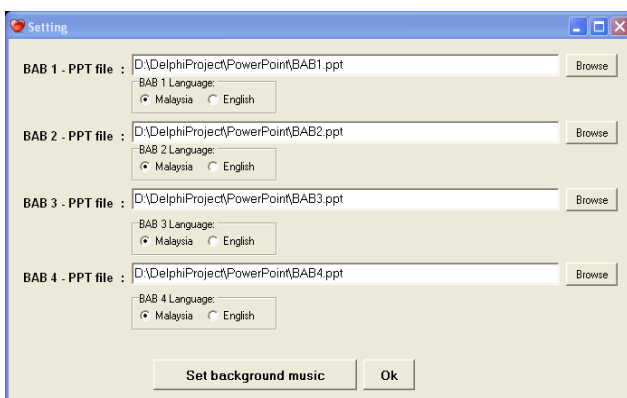 Setting
BAB 1 - PPT file : D:\DelphiProject\PowerPoint\BAB1.ppt Browse
BAB 1 Language:
Malaysia English
BAB 2 - PPT file : D:\DelphiProject\PowerPoint\BAB2.ppt Browse
BAB 2 Language:
Malaysia English
BAB 3 - PPT file : D:\DelphiProject\PowerPoint\BAB3.ppt Browse
BAB 3 Language:
Malaysia English
BAB 4 - PPT file : D:\DelphiProject\PowerPoint\BAB4.ppt Browse
BAB 4 Language:
Malaysia English
Set background music Ok